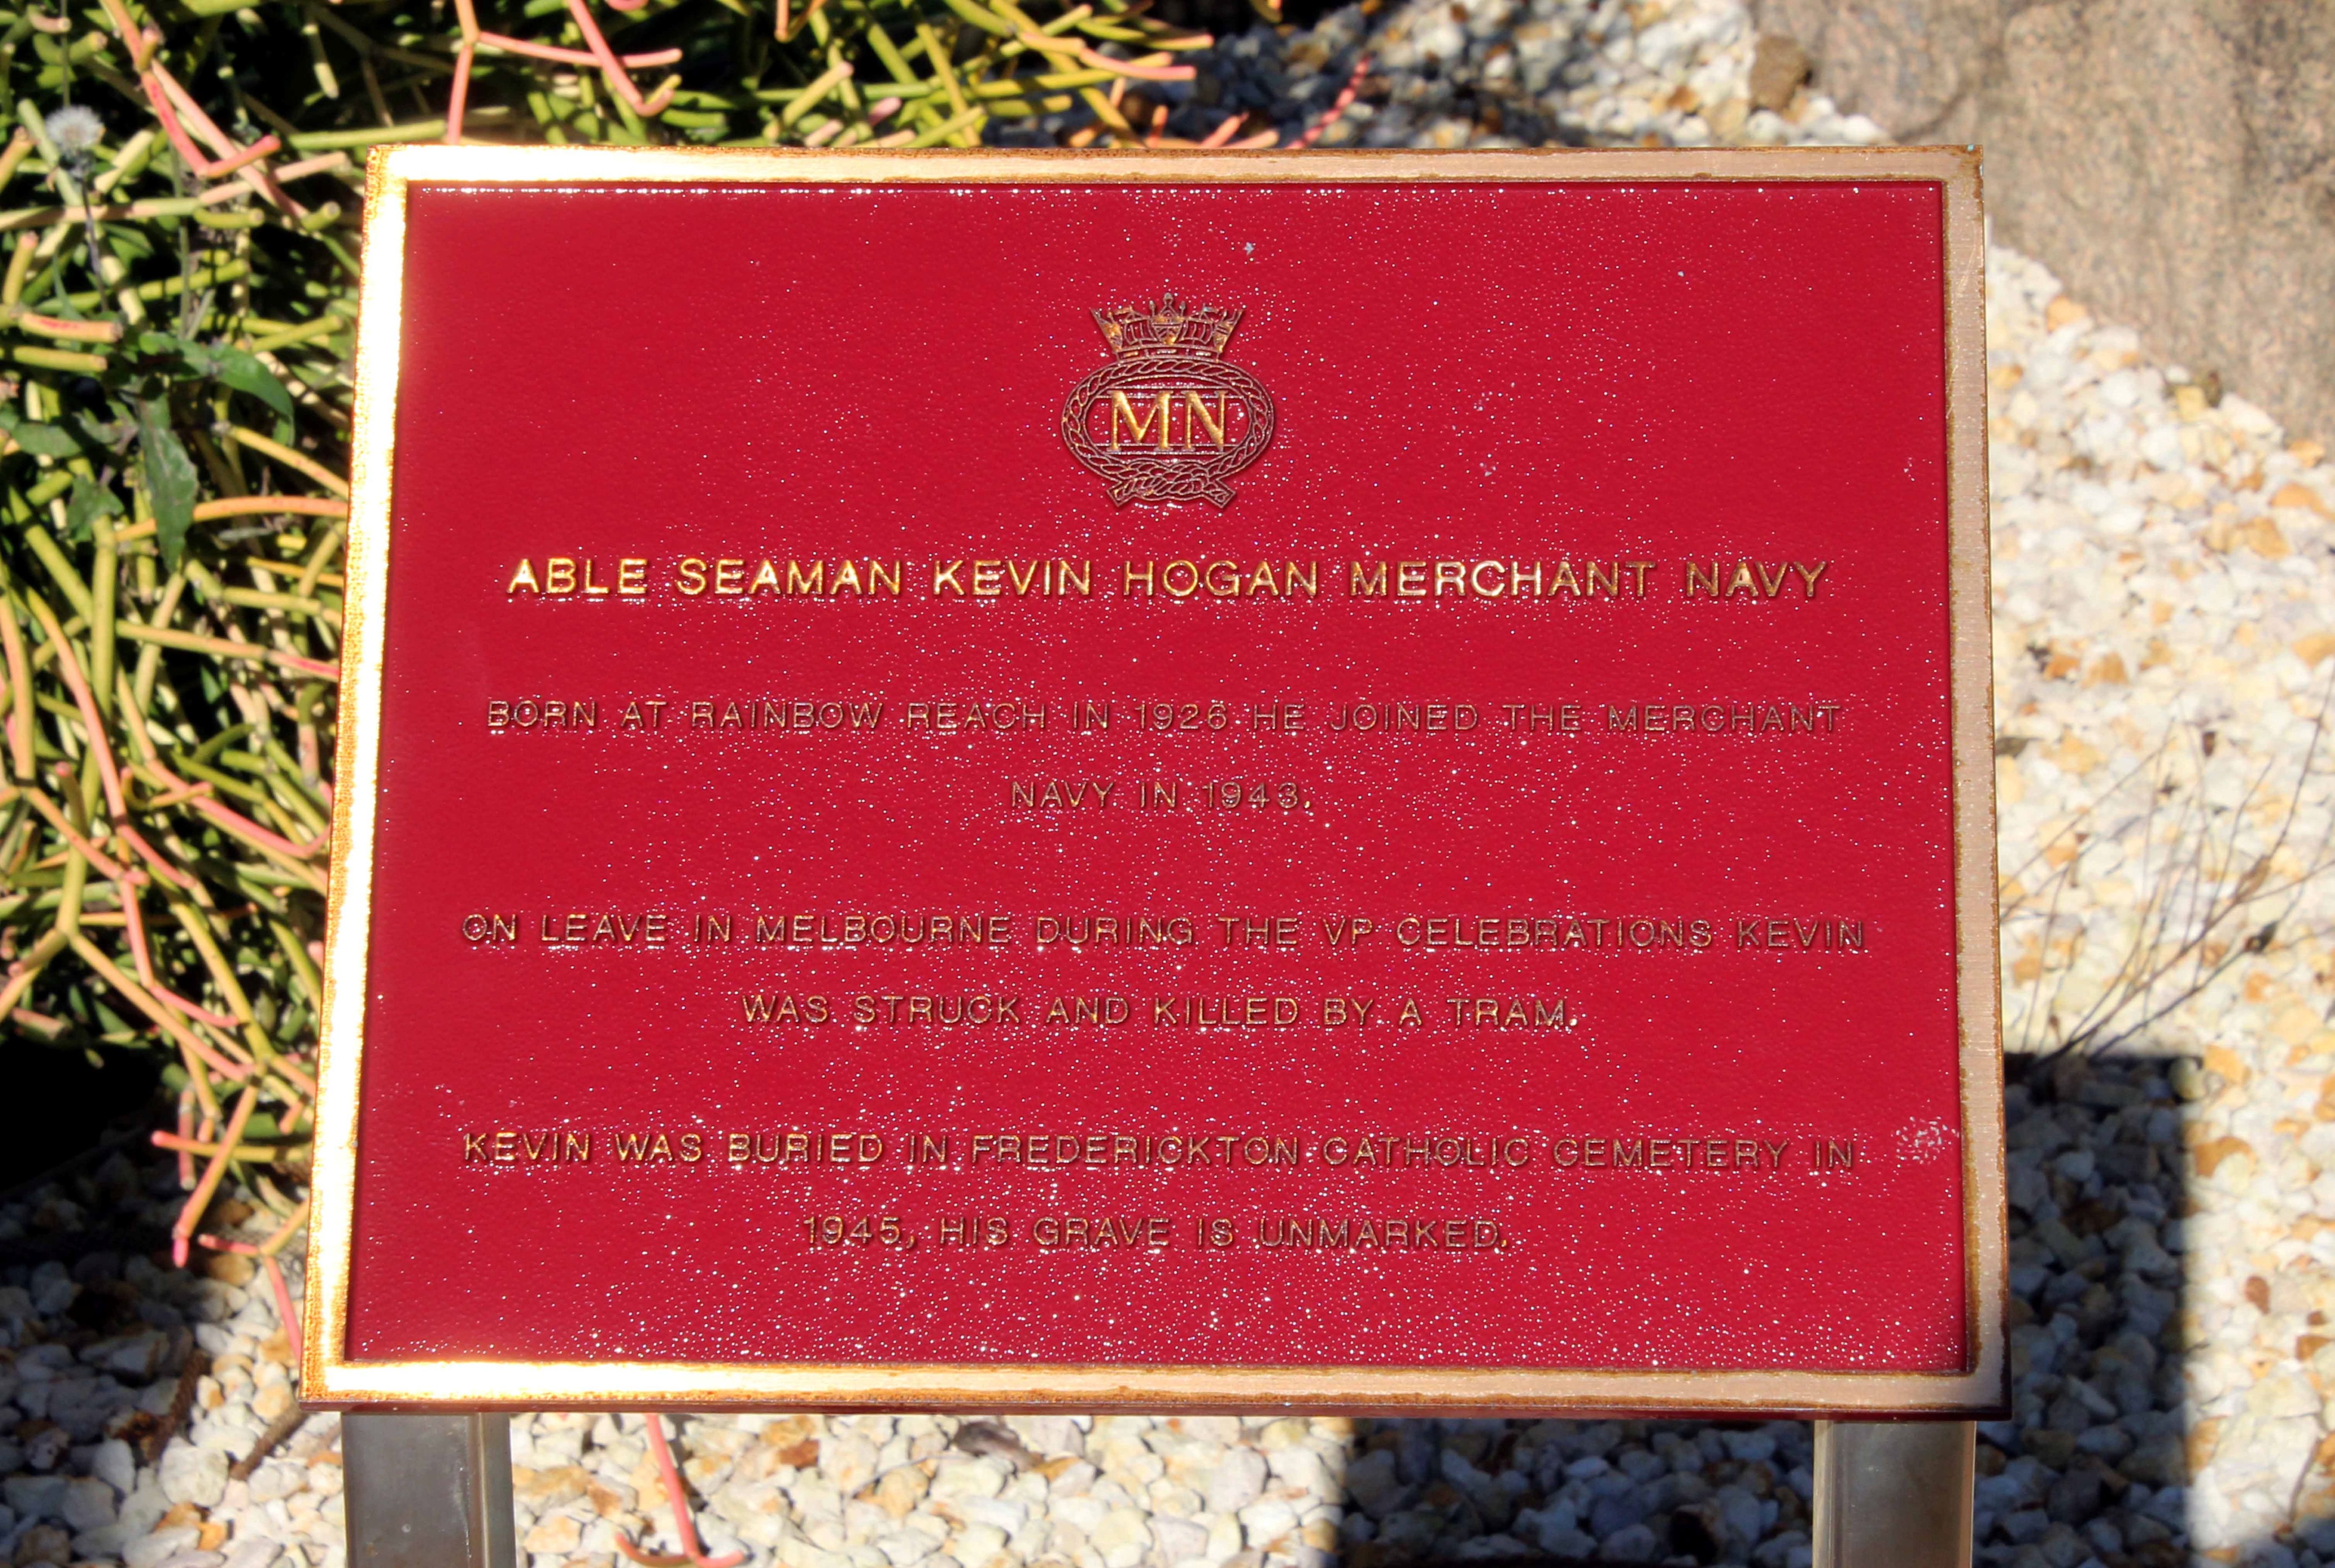 MN
ABLE SEAMAN KEVIN HOGAN MERCHANT NAVY
BORN AT RAINBOW REACH IN 1926 HE JOINED THE MERCHANT
NAVY IN 1943.
ON LEAVE IN MELBOURNE DURING THE VP CELEBRATIONS KEVIN
WAS STRUCK AND KILLED BY A TRAM.
KEVIN WAS BURIED IN FREDERICKTON CATHOLIC CEMETERY IN
1945, HIS GRAVE IS UNMARKED.